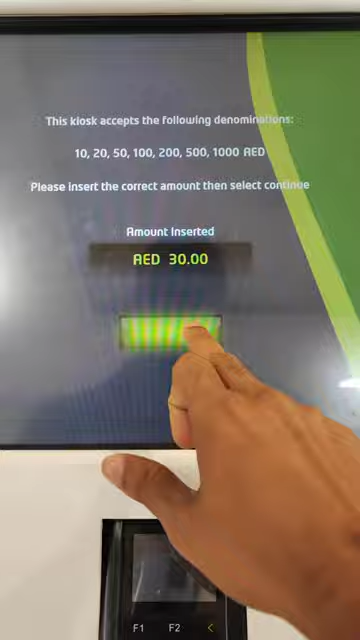 This kiosk accepts the following denominations:
10, 20, 50, 100, 200, 500, 1000 AED
Please insert the correct amount then select continue
Amount Inserted
AED 30.00
F1 F2 <